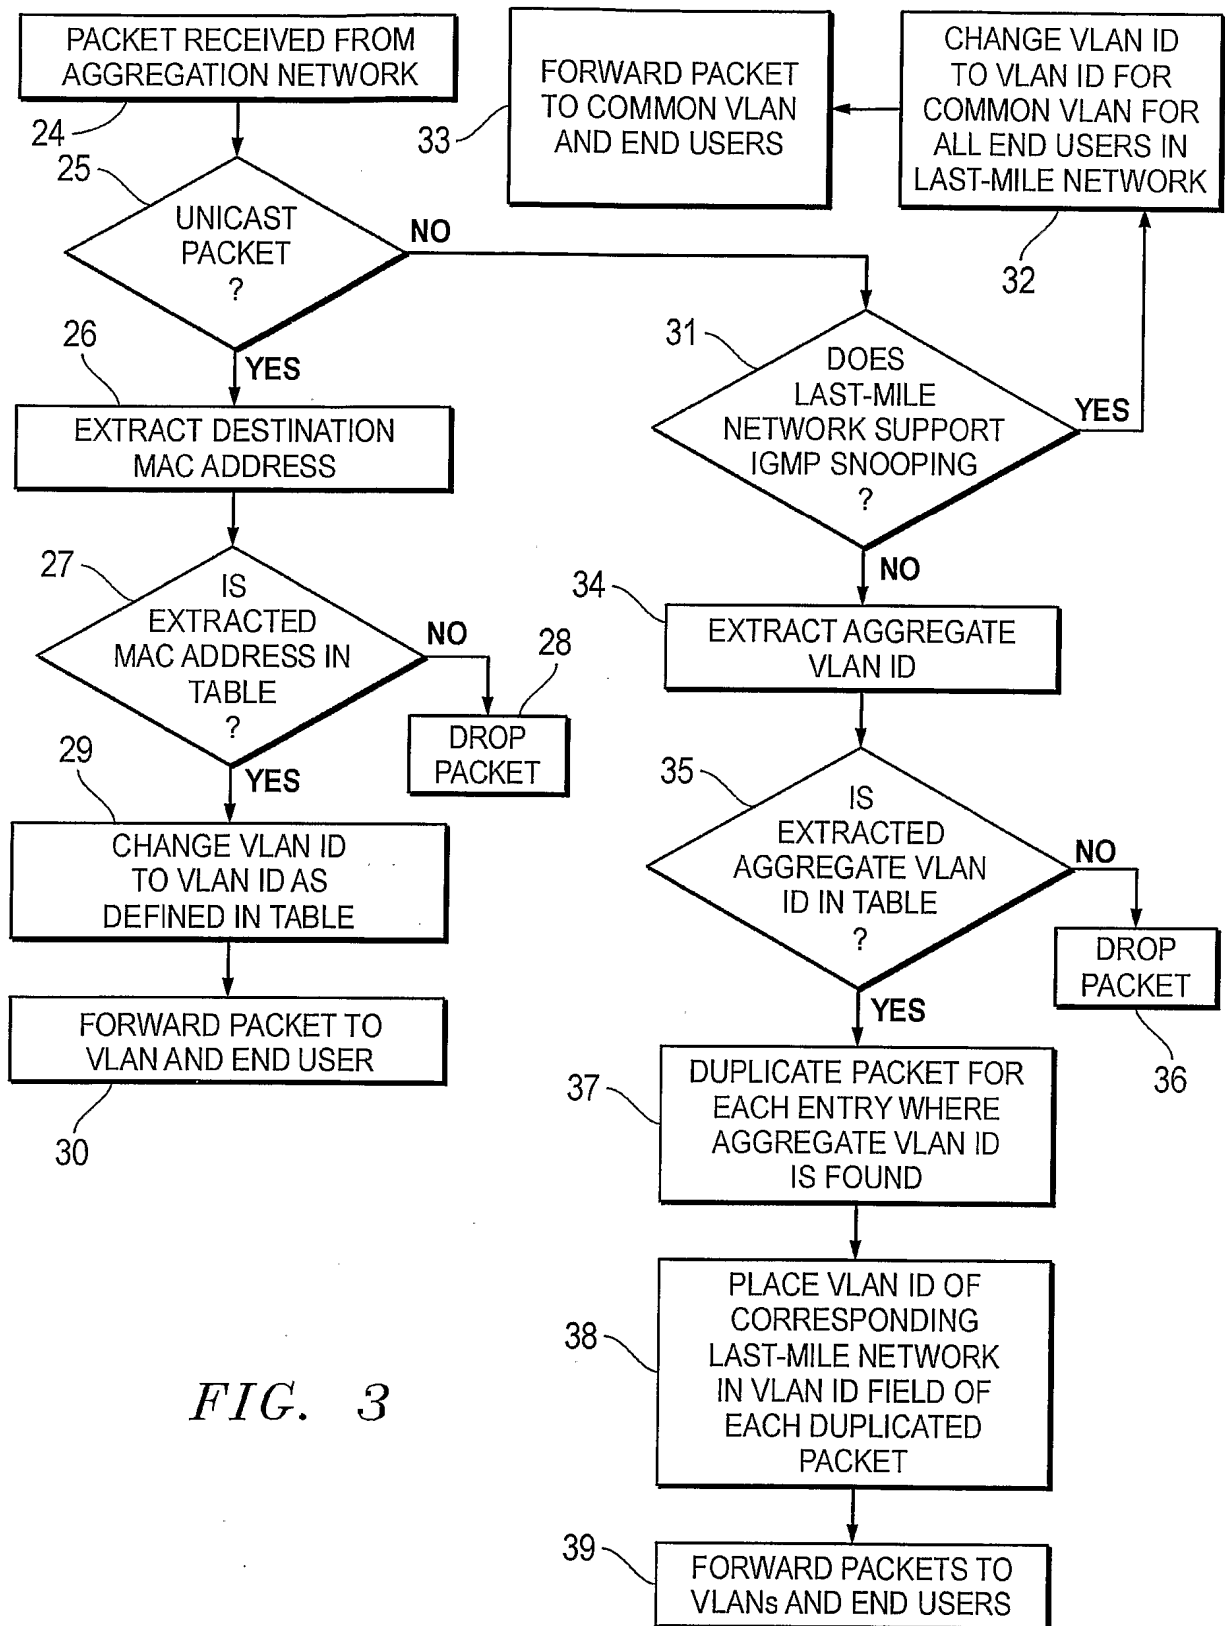 PACKET RECEIVED FROM
AGGREGATION NETWORK
24
25
UNICAST
PACKET
?
NO
YES
26
EXTRACT DESTINATION
MAC ADDRESS
27
IS
EXTRACTED
MAC ADDRESS IN
TABLE
?
NO
28
DROP
PACKET
YES
29
CHANGE VLAN ID
TO VLAN ID AS
DEFINED IN TABLE
FORWARD PACKET TO
VLAN AND END USER
30
FORWARD PACKET
TO COMMON VLAN
AND END USERS
33
CHANGE VLAN ID
TO VLAN ID FOR
COMMON VLAN FOR
ALL END USERS IN
LAST-MILE NETWORK
32
31
DOES
LAST-MILE
NETWORK SUPPORT
IGMP SNOOPING
?
YES
NO
34
EXTRACT AGGREGATE
VLAN ID
35
IS
EXTRACTED
AGGREGATE VLAN
ID IN TABLE
?
NO
DROP
PACKET
36
YES
37
DUPLICATE PACKET FOR
EACH ENTRY WHERE
AGGREGATE VLAN ID
IS FOUND
38
PLACE VLAN ID OF
CORRESPONDING
LAST-MILE NETWORK
IN VLAN ID FIELD OF
EACH DUPLICATED
PACKET
39
FORWARD PACKETS TO
VLANs AND END USERS
FIG. 3